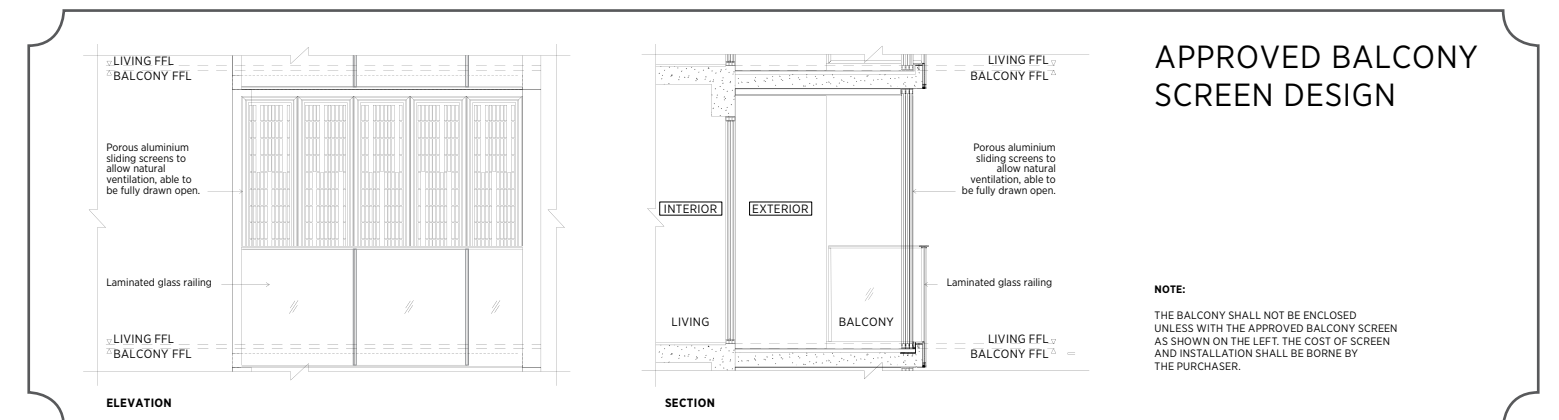 LIVING FFL
BALCONY FFL
Porous aluminium
sliding screens to
allow natural
ventilation, able to
be fully drawn open.
Laminated glass railing
LIVING FFL
BALCONY FFL
ELEVATION
LIVING FFL
BALCONY FFL
Porous aluminium
sliding screens to
allow natural
ventilation, able to
be fully drawn open.
INTERIOR
EXTERIOR
Laminated glass railing
LIVING
BALCONY
LIVING FFL
BALCONY FFL
SECTION
APPROVED BALCONY
SCREEN DESIGN
NOTE:
THE BALCONY SHALL NOT BE ENCLOSED
UNLESS WITH THE APPROVED BALCONY SCREEN
AS SHOWN ON THE LEFT. THE COST OF SCREEN
AND INSTALLATION SHALL BE BORNE BY
THE PURCHASER.